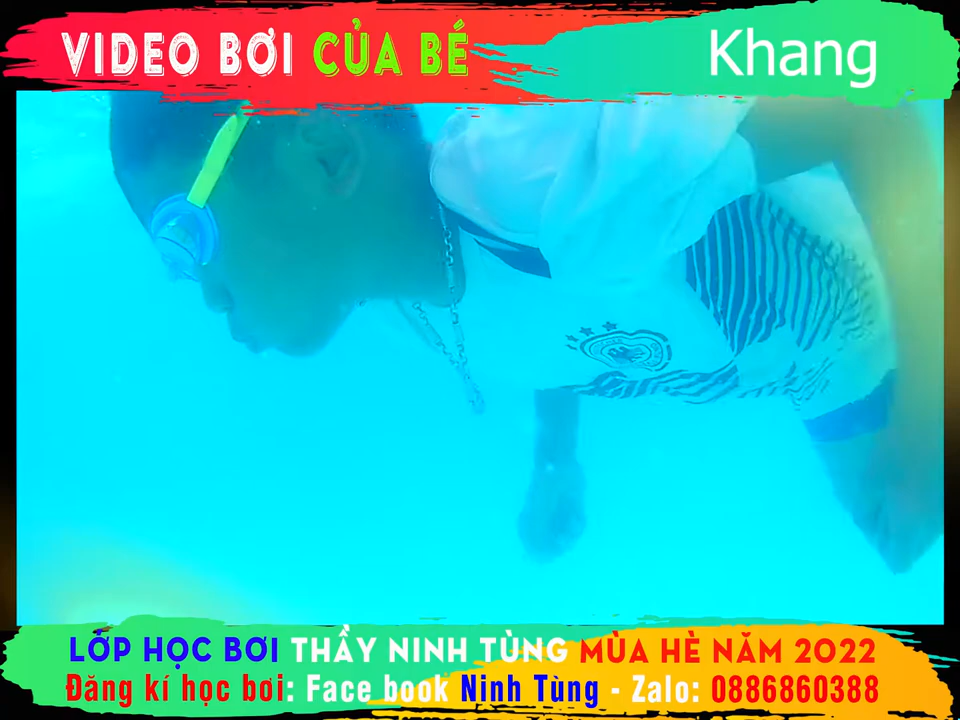 VIDEO BƠI CỦA BÉ
Khang
LỚP HỌC BƠI THẦY NINH TÙNG MÙA HÈ NĂM 2022
Đăng kí học bơi: Face book Ninh Tùng - Zalo: 0886860388